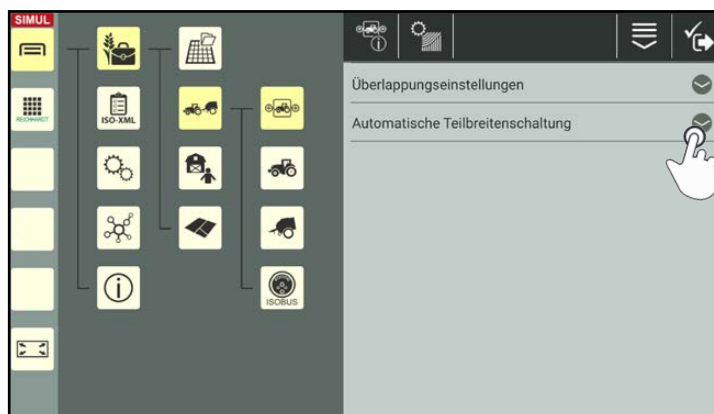 SIMUL
REICHHARDT
ISO-XML
ISOBUS
Überlappungseinstellungen
Automatische Teilbreitenschaltung